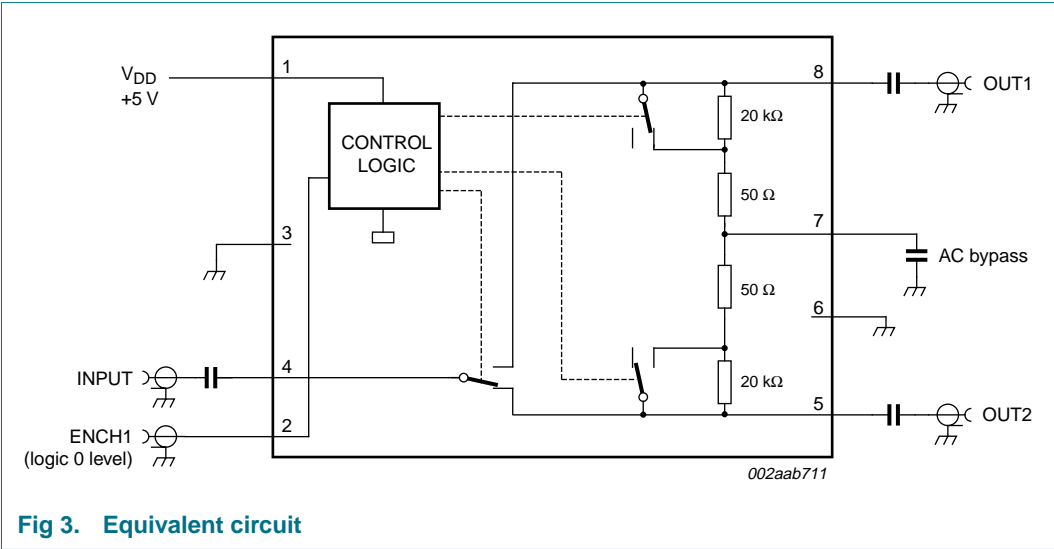 V_DD
+5 V
1
CONTROL
LOGIC
3
INPUT
4
ENCH1
(logic 0 level)
2
8
OUT1
20 kΩ
50 Ω
7
AC bypass
50 Ω
6
20 kΩ
5
OUT2
002aab711
Fig 3. Equivalent circuit